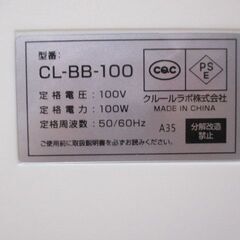 型番：
CL-BB-100
定格電圧：100V
定格電力：100W
定格周波数：50/60Hz
ご使用前に取扱説明書をお読みください
cqc
PS
E
クルールラボ株式会社
MADE IN CHINA
A35
分解改造
禁止